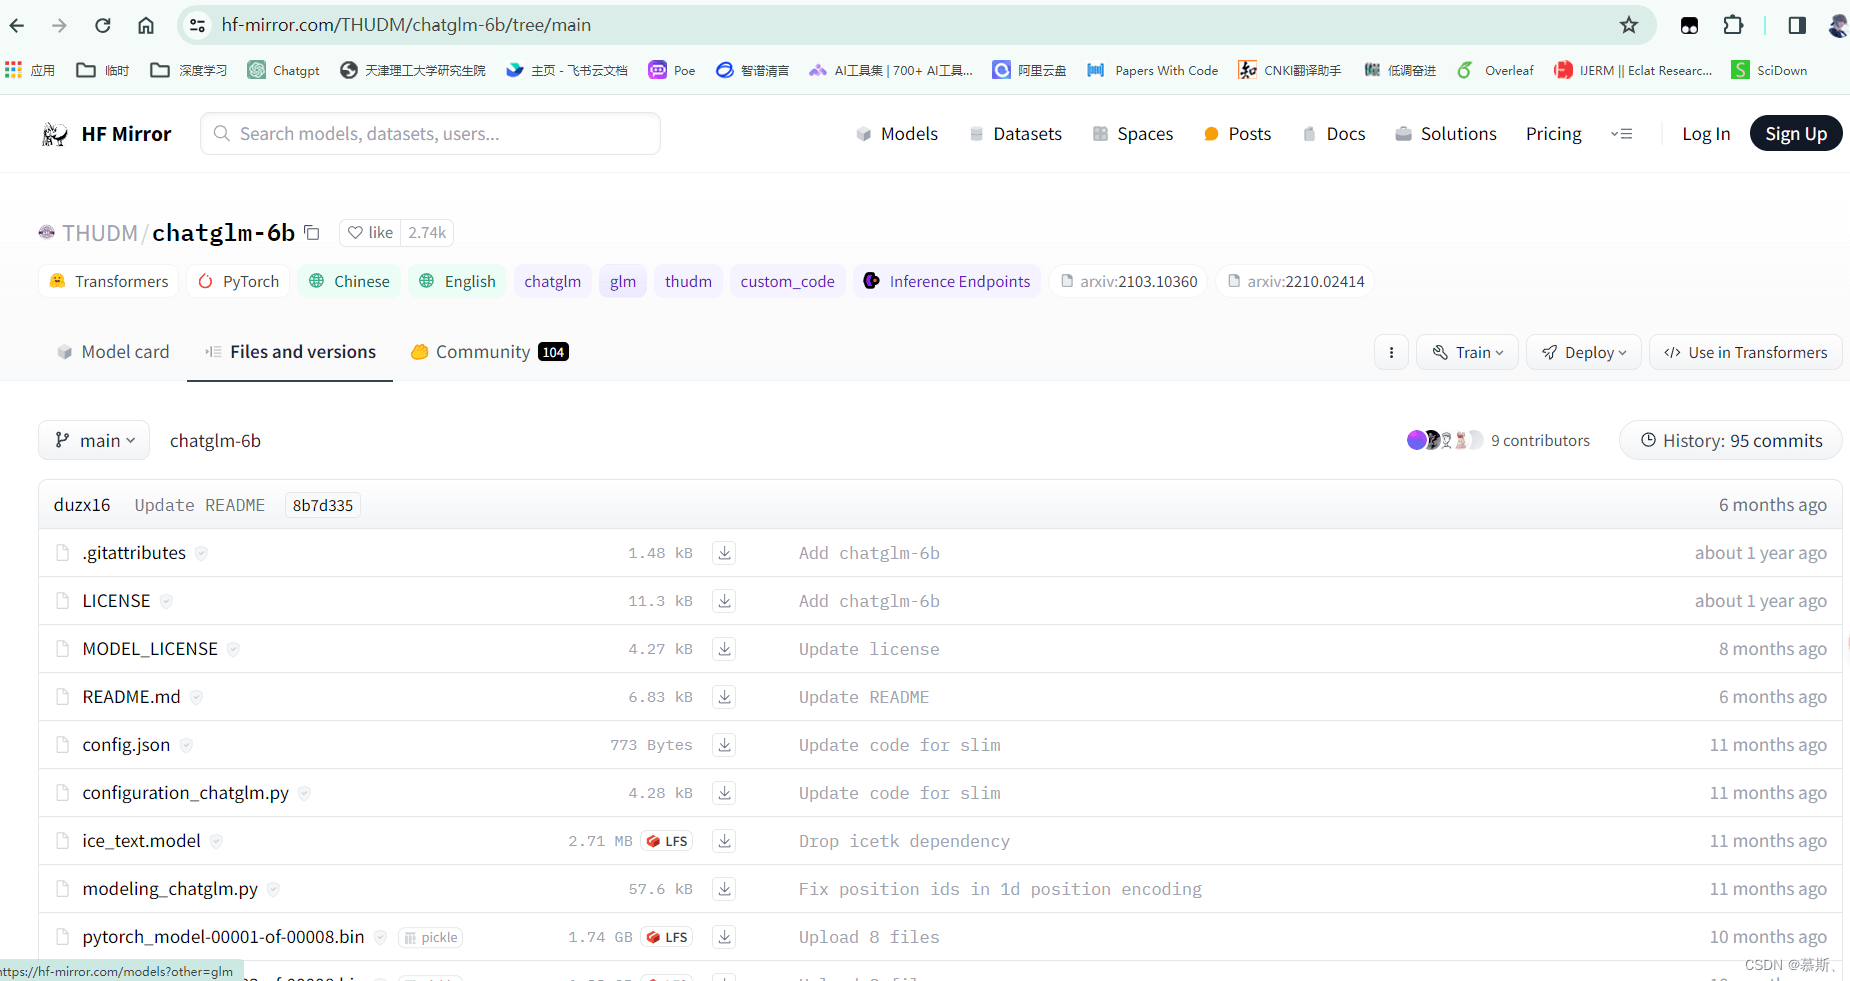 hf-mirror.com/THUDM/chatglm-6b/tree/main
应用 临时 深度学习 Chatgpt 天津理工大学研究生院 主页 - 飞书云文档 Poe 智谱清言 AI工具集 | 700+ AI工具... 阿里云盘 Papers With Code CNKI翻译助手 低调奋进 Overleaf IJERM || Eclat Researc... SciDown
HF Mirror Search models, datasets, users... Models Datasets Spaces Posts Docs Solutions Pricing Log In Sign Up
THUDM/chatglm-6b like 2.74k
Transformers PyTorch Chinese English chatglm glm thudm custom_code Inference Endpoints arxiv:2103.10360 arxiv:2210.02414
Model card Files and versions Community 104 Train Deploy </> Use in Transformers
main chatglm-6b 9 contributors History: 95 commits
duzx16 Update README 8b7d335 6 months ago
.gitattributes 1.48 kB Add chatglm-6b about 1 year ago
LICENSE 11.3 kB Add chatglm-6b about 1 year ago
MODEL_LICENSE 4.27 kB Update license 8 months ago
README.md 6.83 kB Update README 6 months ago
config.json 773 Bytes Update code for slim 11 months ago
configuration_chatglm.py 4.28 kB Update code for slim 11 months ago
ice_text.model 2.71 MB LFS Drop icetk dependency 11 months ago
modeling_chatglm.py 57.6 kB Fix position ids in 1d position encoding 11 months ago
pytorch_model-00001-of-00008.bin pickle 1.74 GB LFS Upload 8 files 10 months ago
https://hf-mirror.com/models?other=glm
CSDN @慕斯、